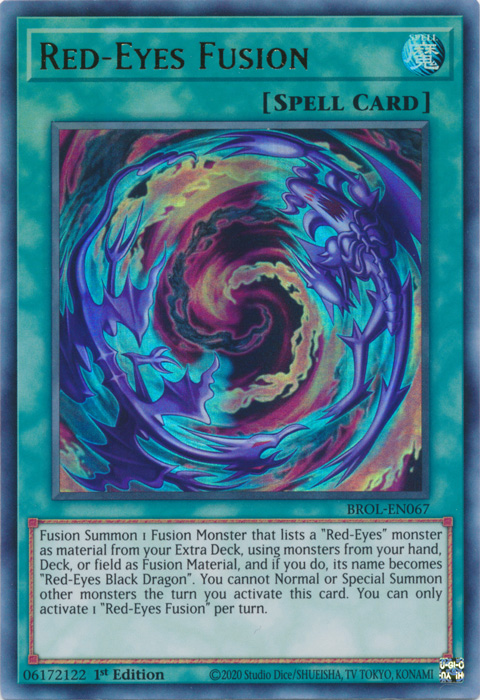 Red-Eyes Fusion
SPELL
魔
[Spell Card]
BROL-EN067
Fusion Summon 1 Fusion Monster that lists a "Red-Eyes" monster
as material from your Extra Deck, using monsters from your hand,
Deck, or field as Fusion Material, and if you do, its name becomes
"Red-Eyes Black Dragon". You cannot Normal or Special Summon
other monsters the turn you activate this card. You can only
activate 1 "Red-Eyes Fusion" per turn.
06172122 1st Edition ©2020 Studio Dice/SHUEISHA, TV TOKYO, KONAMI